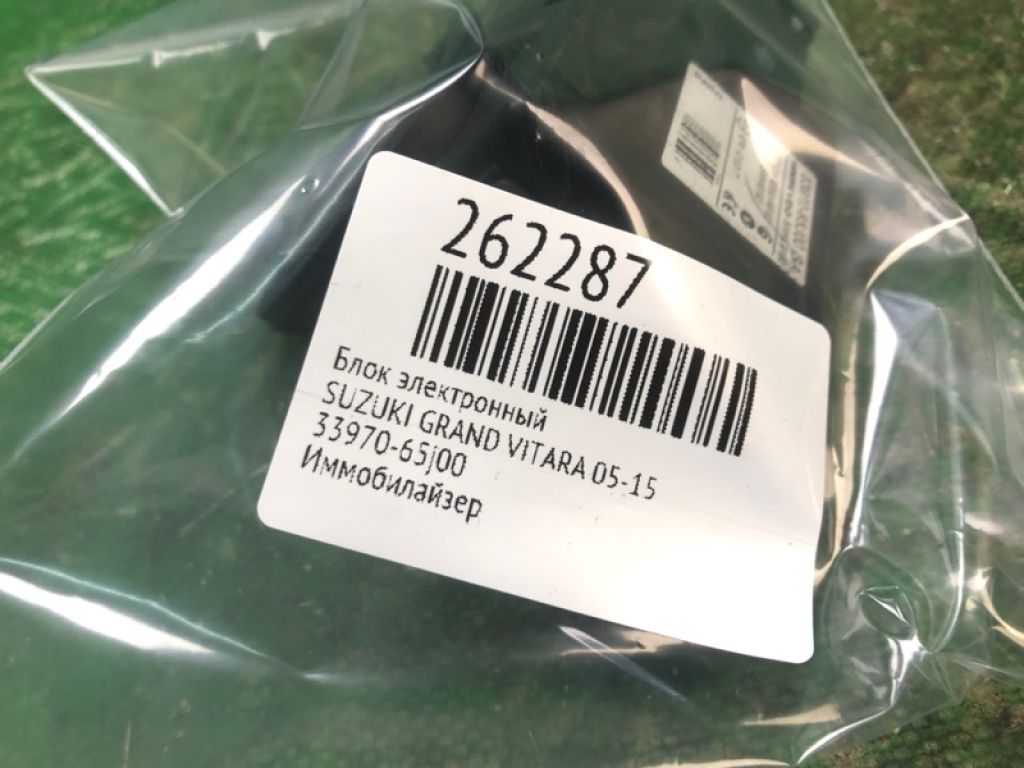 262287
Блок электронный
SUZUKI GRAND VITARA 05-15
33970-65j00
Иммобилайзер